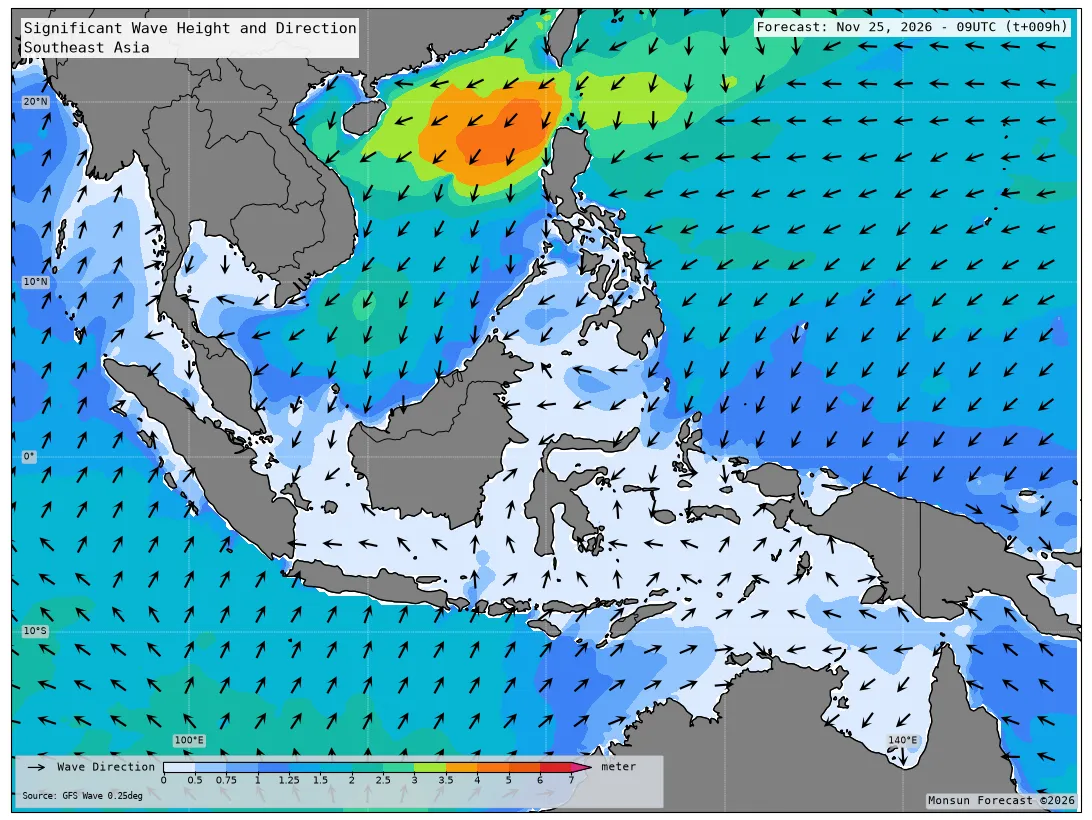 Significant Wave Height and Direction
Southeast Asia
Forecast: Nov 25, 2026 - 09UTC (t+009h)
20°N
10°N
0°
10°S
100°E
140°E
Wave Direction
meter
0 0.5 0.75 1 1.25 1.5 2 2.5 3 3.5 4 5 6 7
Source: GFS Wave 0.25deg
Monsun Forecast ©2026